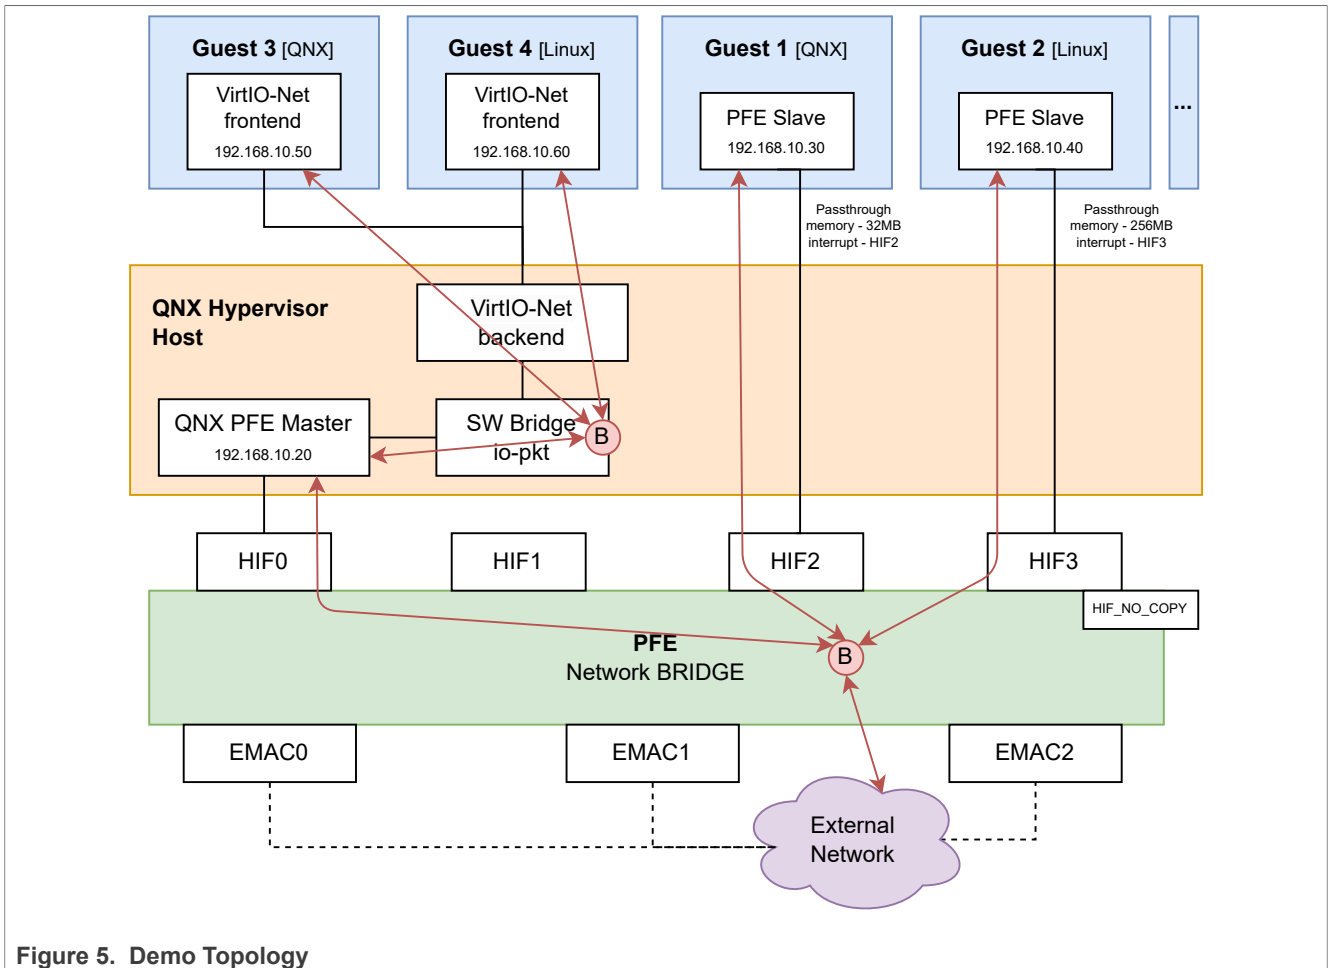 Guest 3 [QNX]
VirtIO-Net
frontend
192.168.10.50
Guest 4 [Linux]
VirtIO-Net
frontend
192.168.10.60
Guest 1 [QNX]
PFE Slave
192.168.10.30
Guest 2 [Linux]
PFE Slave
192.168.10.40
...
Passthrough
memory - 32MB
interrupt - HIF2
Passthrough
memory - 256MB
interrupt - HIF3
QNX Hypervisor
Host
VirtIO-Net
backend
QNX PFE Master
192.168.10.20
SW Bridge
io-pkt
B
HIF0
HIF1
HIF2
HIF3
HIF_NO_COPY
PFE
Network BRIDGE
B
EMAC0
EMAC1
EMAC2
External
Network
Figure 5. Demo Topology